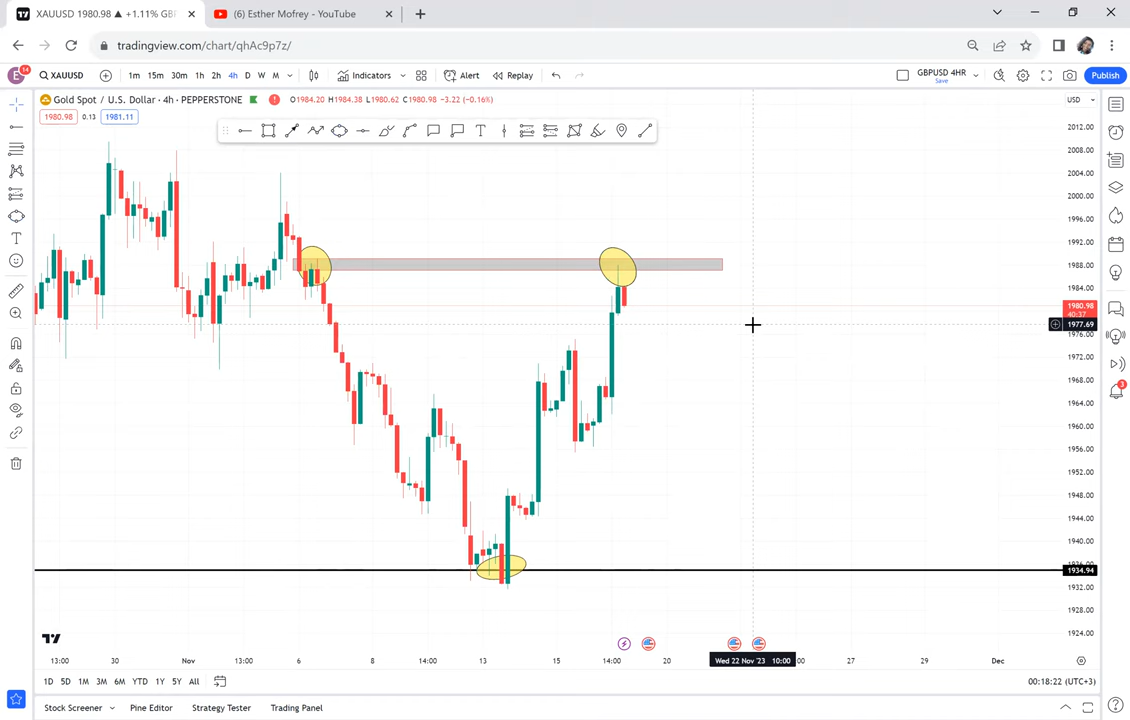 XAUUSD 1980.98 ▲ +1.11% GBP
(6) Esther Mofrey - YouTube
tradingview.com/chart/qhAc9p7z/
E
14
XAUUSD
1m 15m 30m 1h 2h 4h D W M
Indicators
Alert
Replay
GBPUSD 4HR
Save
Publish
Gold Spot / U.S. Dollar · 4h · PEPPERSTONE
O1984.20 H1984.38 L1980.62 C1980.98 −3.22 (−0.16%)
1980.98 0.13 1981.11
USD
2012.00
2008.00
2004.00
2000.00
1996.00
1992.00
1988.00
1984.00
1980.98
40:37
1977.69
1976.00
1972.00
1968.00
1964.00
1960.00
1956.00
1952.00
1948.00
1944.00
1940.00
1934.94
1932.00
1928.00
1924.00
3
13:00 30 Nov 13:00 6 8 14:00 13 15 14:00 20 Wed 22 Nov '23 10:00 :00 27 29 Dec
1D 5D 1M 3M 6M YTD 1Y 5Y All
00:18:22 (UTC+3)
Stock Screener Pine Editor Strategy Tester Trading Panel